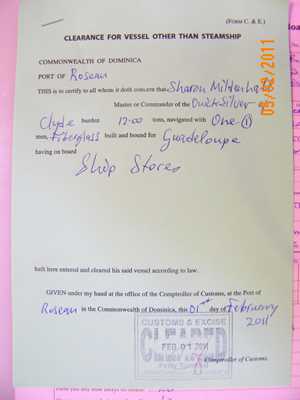 (FORM C. & E.)
CLEARANCE FOR VESSEL OTHER THAN STEAMSHIP
COMMONWEALTH OF DOMINICA
PORT OF Roseau
THIS is to certify to all whom it doth concern that Sharon
Master or Commander of the
Clyde burden 12.00 tons, navigated with One (1)
men, Fiberglass built and bound for Guadeloupe
having on board
Ship Stores
hath here entered and cleared his said vessel according to law.
GIVEN under my hand at the office of the Comptroller of Customs, at the Port of
Roseau in the Commonwealth of Dominica, this 01st day of February
2011
CUSTOMS & EXCISE
FEB 01 2011
CLEARED
Comptroller of Customs.
03/02/2011